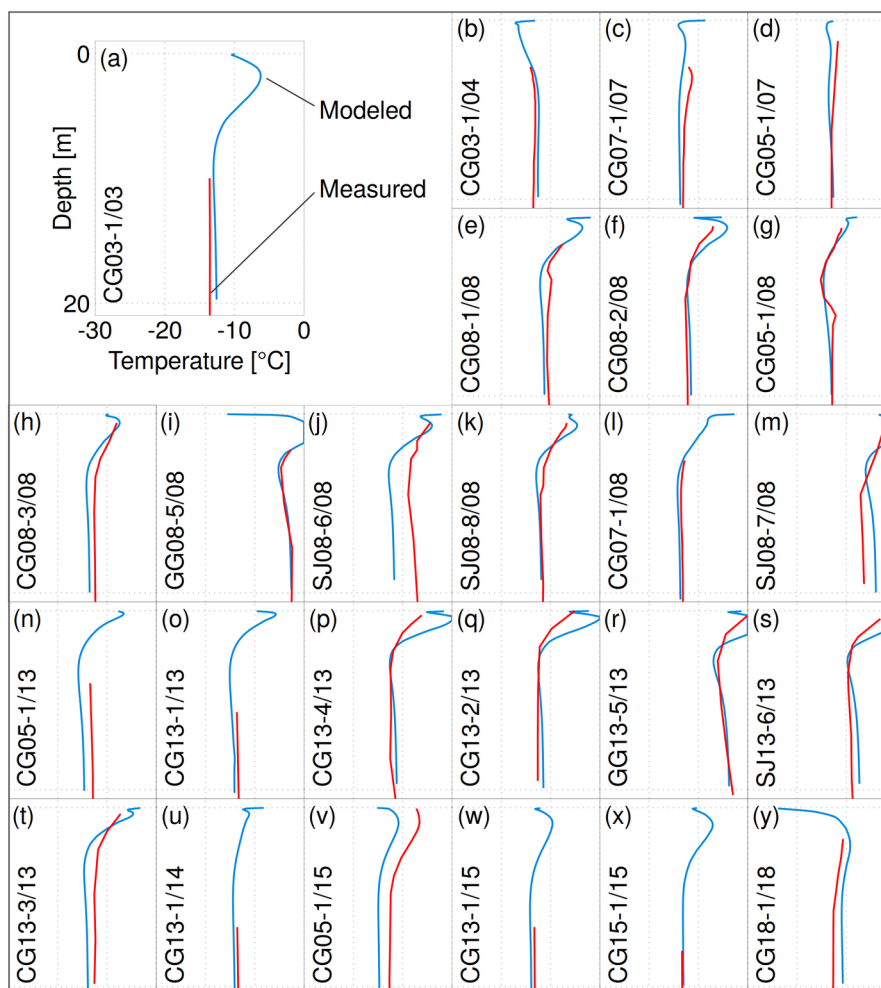 (a)
0
Depth [m]
20
CG03-1/03
Modeled
Measured
-30
-20
-10
0
Temperature [°C]
(b)
CG03-1/04
(c)
CG07-1/07
(d)
CG05-1/07
(e)
CG08-1/08
(f)
CG08-2/08
(g)
CG05-1/08
(h)
CG08-3/08
(i)
GG08-5/08
(j)
SJ08-6/08
(k)
SJ08-8/08
(l)
CG07-1/08
(m)
SJ08-7/08
(n)
CG05-1/13
(o)
CG13-1/13
(p)
CG13-4/13
(q)
CG13-2/13
(r)
GG13-5/13
(s)
SJ13-6/13
(t)
CG13-3/13
(u)
CG13-1/14
(v)
CG05-1/15
(w)
CG13-1/15
(x)
CG15-1/15
(y)
CG18-1/18